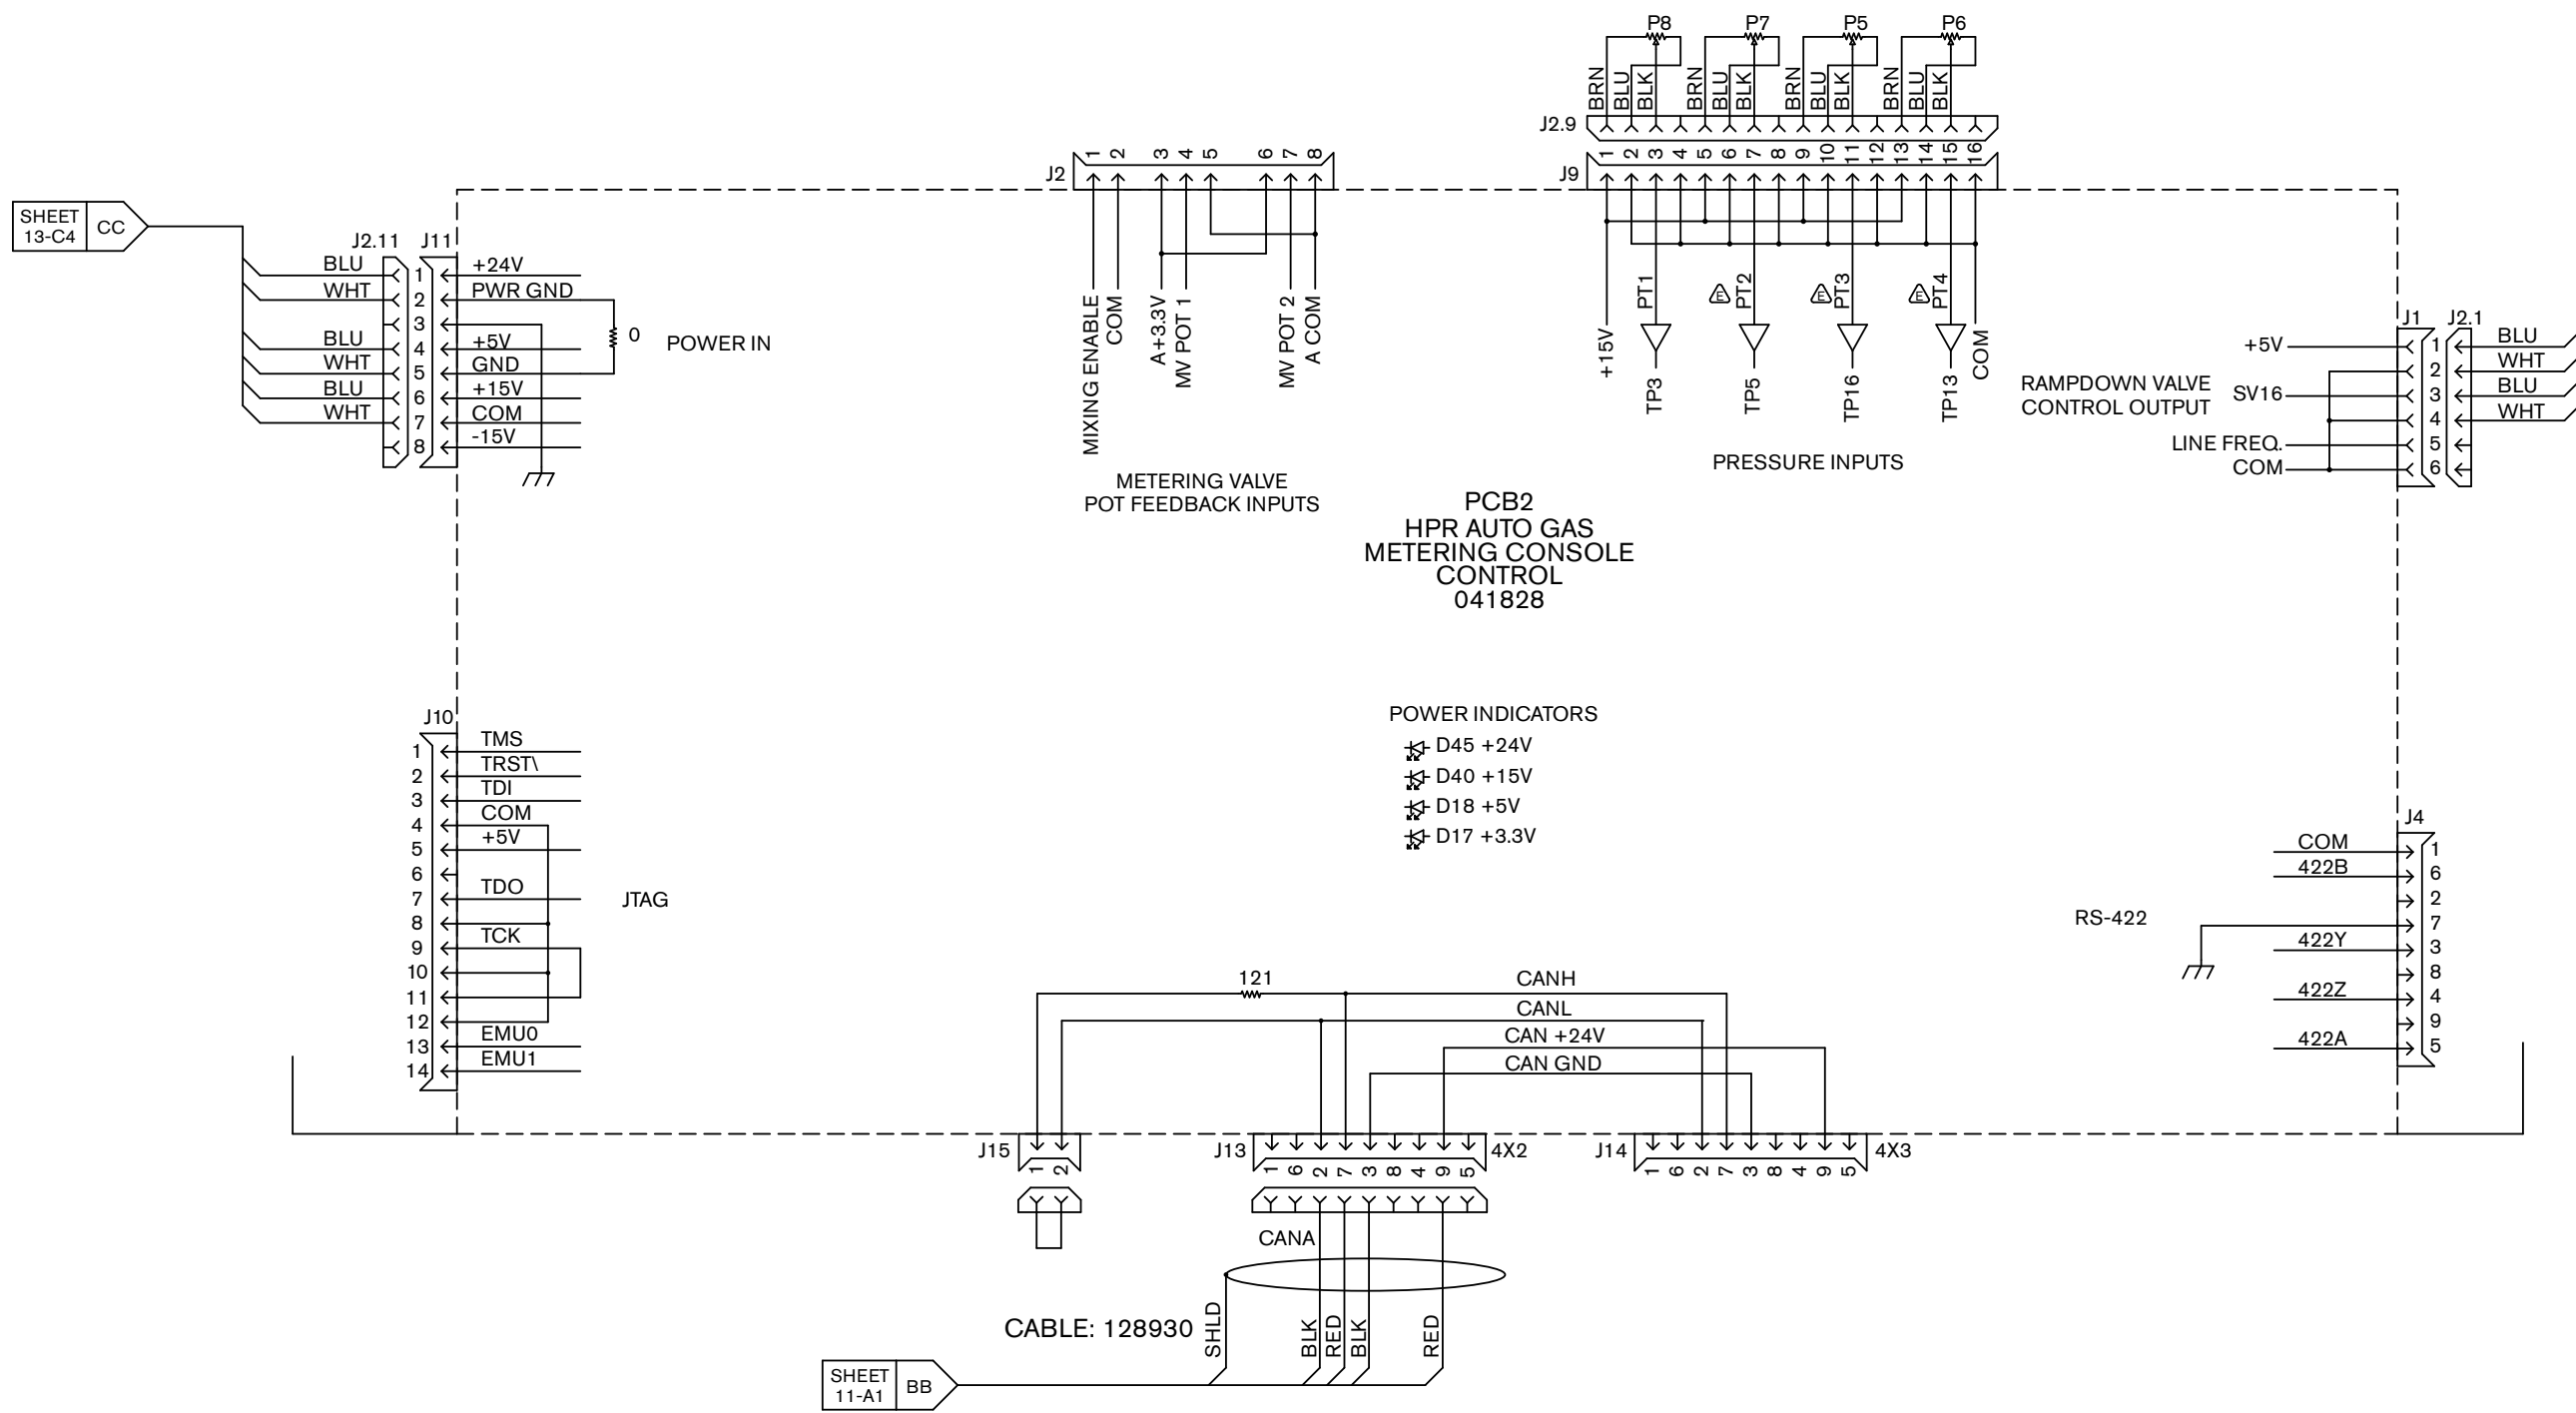 P8 P7 P5 P6
BRN BLU BLK BRN BLU BLK BRN BLU BLK BRN BLU BLK
J2.9
J9 1 2 3 4 5 6 7 8 9 10 11 12 13 14 15 16
+15V
PT1 PT2 PT3 PT4
E E E
TP3 TP5 TP16 TP13 COM
PRESSURE INPUTS
J2 1 2 3 4 5 6 7 8
MIXING ENABLE
COM
A+3.3V
MV POT 1
MV POT 2
A COM
METERING VALVE
POT FEEDBACK INPUTS
SHEET
13-C4
CC
J2.11 J11
BLU 1 +24V
WHT 2 PWR GND
3
BLU 4 +5V
WHT 5 GND
BLU 6 +15V
WHT 7 COM
8 -15V
0
POWER IN
J1 J2.1
+5V 1 BLU
2 WHT
SV16 3 BLU
4 WHT
LINE FREQ. 5
COM 6
RAMPDOWN VALVE
CONTROL OUTPUT
PCB2
HPR AUTO GAS
METERING CONSOLE
CONTROL
041828
POWER INDICATORS
D45 +24V
D40 +15V
D18 +5V
D17 +3.3V
J10
1 TMS
2 TRST\
3 TDI
4 COM
5 +5V
6
7 TDO
8
9 TCK
10
11
12
13 EMU0
14 EMU1
JTAG
J4
COM 1
422B 6
2
7
422Y 3
8
422Z 4
9
422A 5
RS-422
121
CANH
CANL
CAN +24V
CAN GND
J15 1 2
J13 1 6 2 7 3 8 4 9 5 4X2
J14 1 6 2 7 3 8 4 9 5 4X3
CANA
CABLE: 128930
SHLD BLK RED BLK RED
SHEET
11-A1
BB